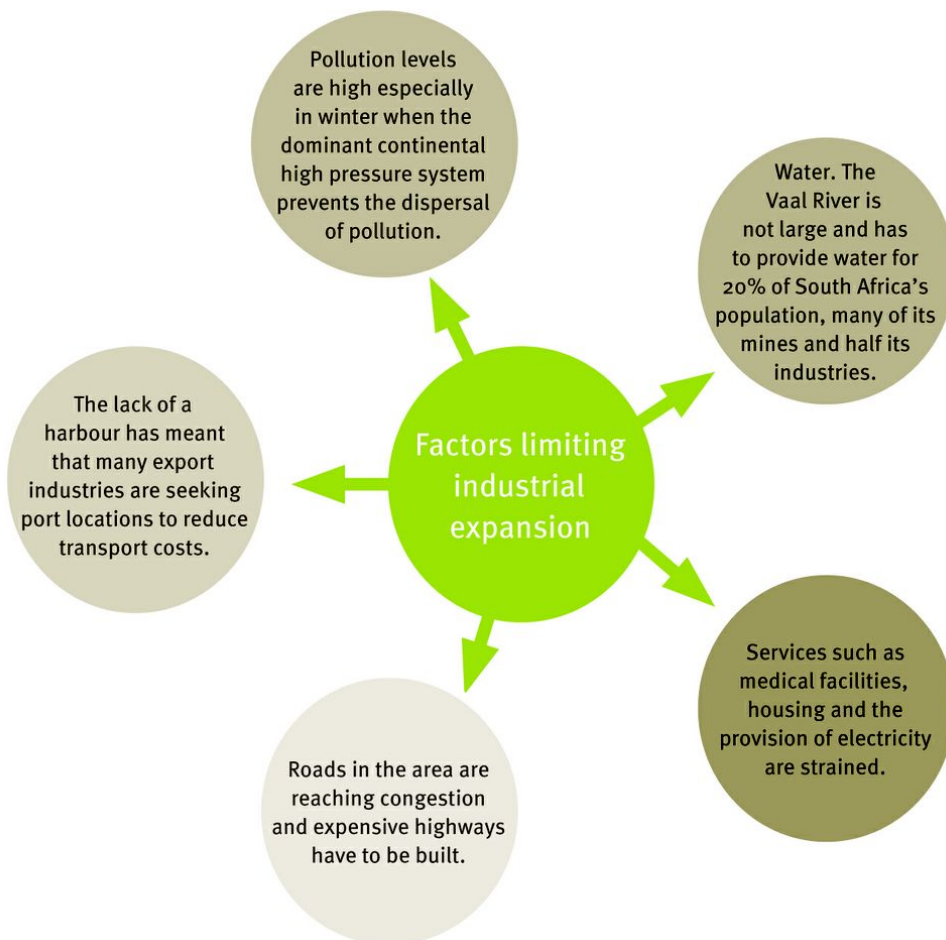 Pollution levels
are high especially
in winter when the
dominant continental
high pressure system
prevents the dispersal
of pollution.
Water. The
Vaal River is
not large and has
to provide water for
20% of South Africa's
population, many of its
mines and half its
industries.
The lack of a
harbour has meant
that many export
industries are seeking
port locations to reduce
transport costs.
Factors limiting
industrial
expansion
Services such as
medical facilities,
housing and the
provision of electricity
are strained.
Roads in the area are
reaching congestion
and expensive highways
have to be built.